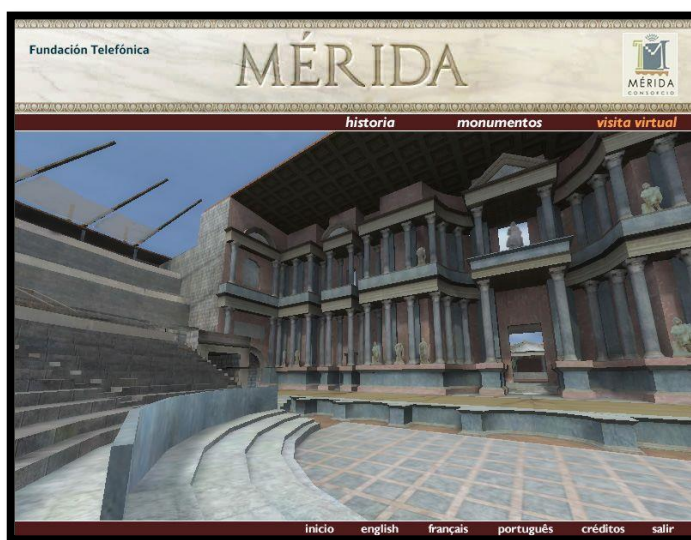 Fundación Telefónica
MÉRIDA
MÉRIDA
CONSORCIO
historia monumentos visita virtual
inicio english français português créditos salir